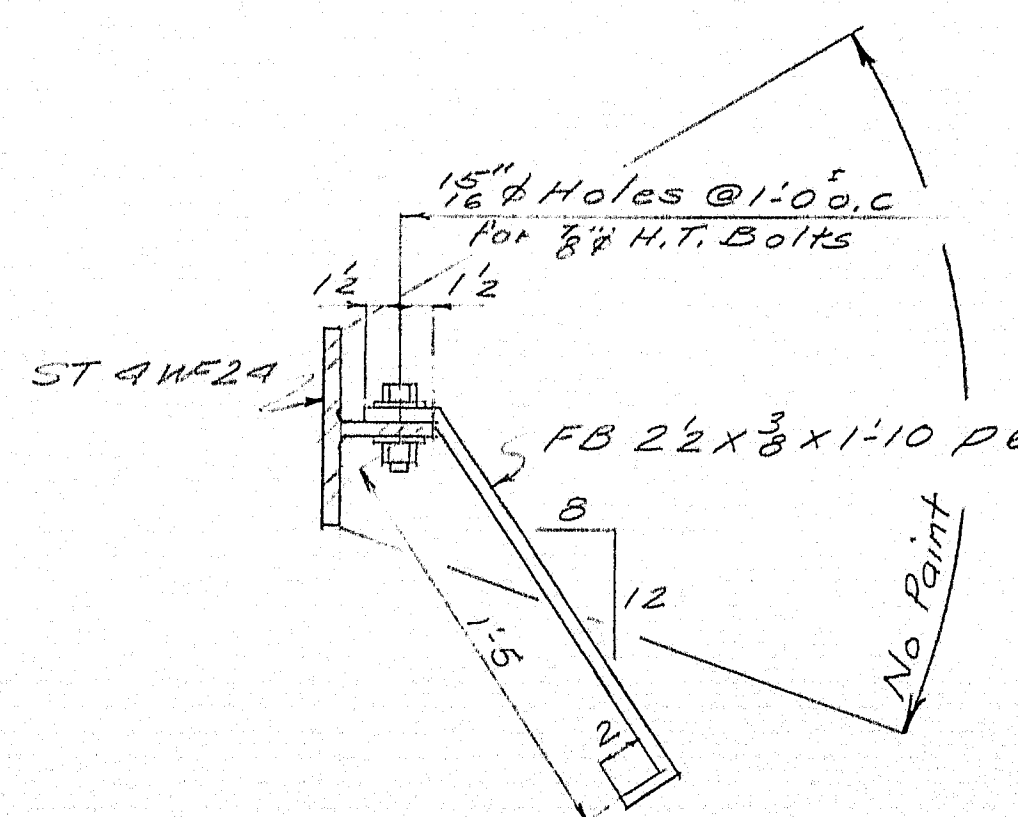 15"/16 ϕ Holes @ 1'-0± o.c
For 7/8"ϕ H.T. Bolts
1 1/2 1 1/2
ST 4 WF 24
FB 2 1/2 x 3/8 x 1'-10
8
12
1'-5
2
No Paint